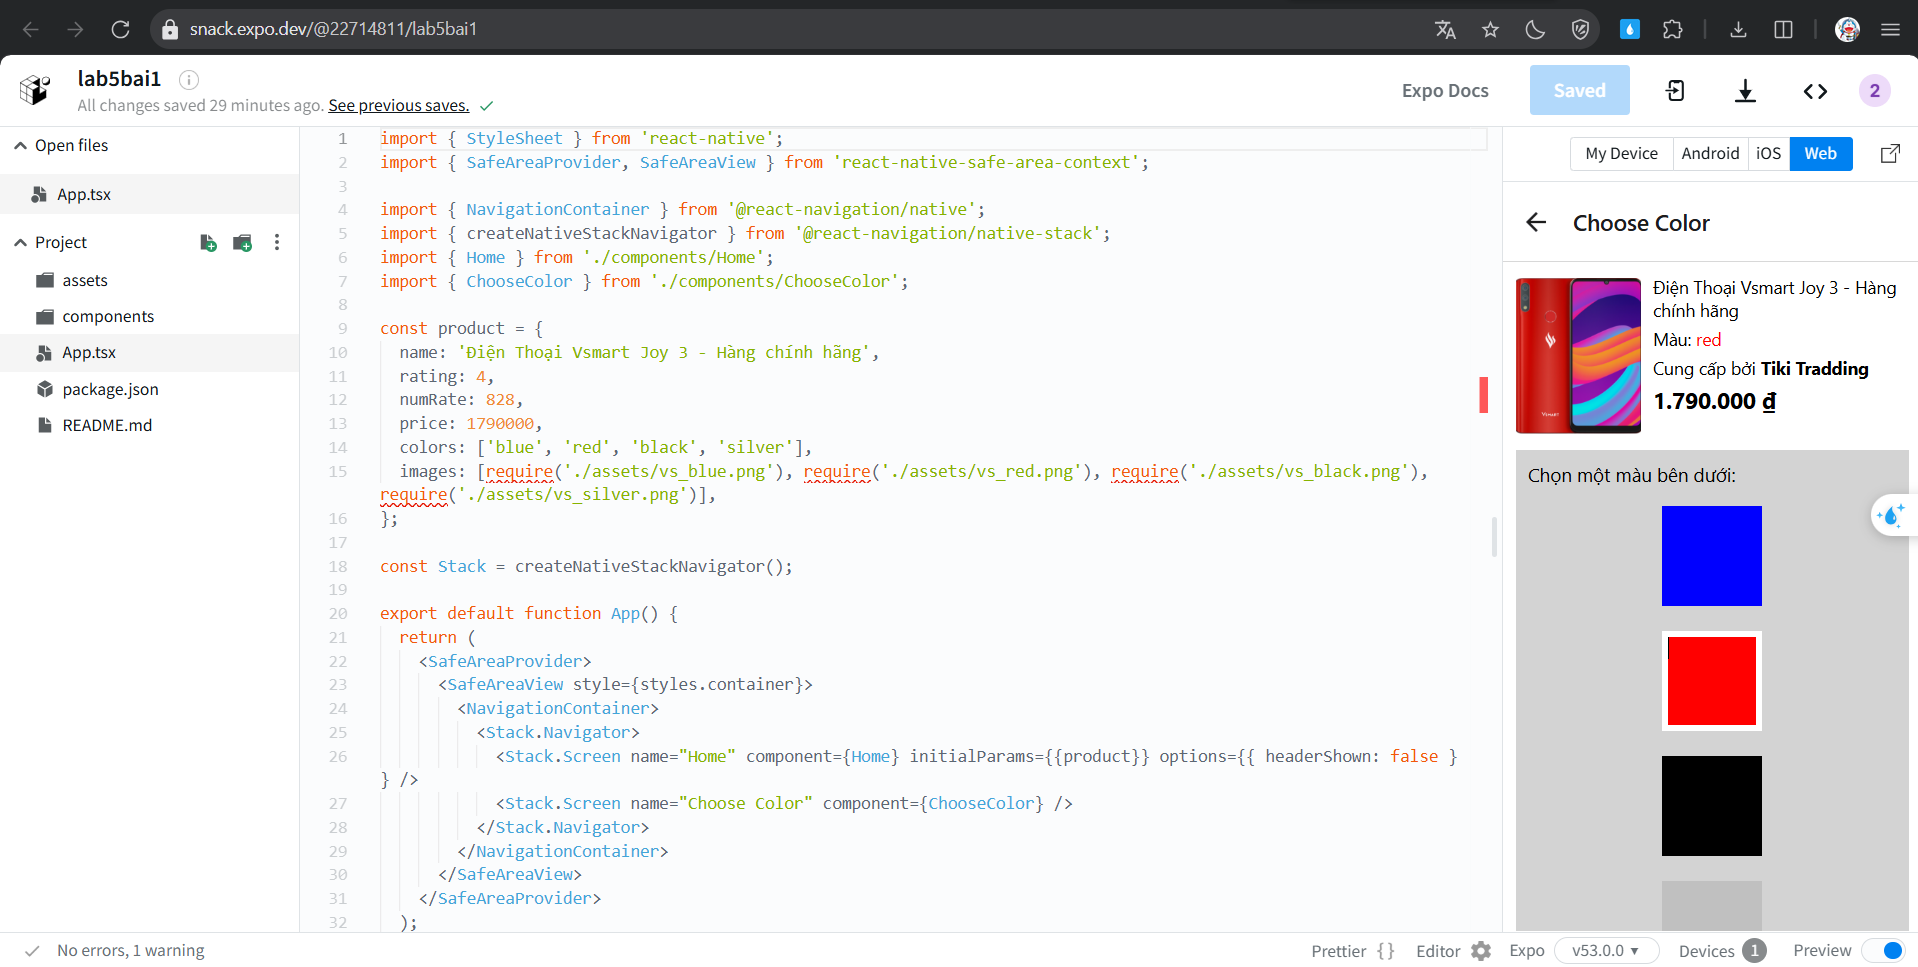 snack.expo.dev/@22714811/lab5bai1
lab5bai1
All changes saved 29 minutes ago. See previous saves.
Expo Docs
Saved
2
Open files
App.tsx
Project
assets
components
App.tsx
package.json
README.md
1 import { StyleSheet } from 'react-native';
2 import { SafeAreaProvider, SafeAreaView } from 'react-native-safe-area-context';
3
4 import { NavigationContainer } from '@react-navigation/native';
5 import { createNativeStackNavigator } from '@react-navigation/native-stack';
6 import { Home } from './components/Home';
7 import { ChooseColor } from './components/ChooseColor';
8
9 const product = {
10 name: 'Điện Thoại Vsmart Joy 3 - Hàng chính hãng',
11 rating: 4,
12 numRate: 828,
13 price: 1790000,
14 colors: ['blue', 'red', 'black', 'silver'],
15 images: [require('./assets/vs_blue.png'), require('./assets/vs_red.png'), require('./assets/vs_black.png'),
require('./assets/vs_silver.png')],
16 };
17
18 const Stack = createNativeStackNavigator();
19
20 export default function App() {
21 return (
22 <SafeAreaProvider>
23 <SafeAreaView style={styles.container}>
24 <NavigationContainer>
25 <Stack.Navigator>
26 <Stack.Screen name="Home" component={Home} initialParams={{product}} options={{ headerShown: false }
} />
27 <Stack.Screen name="Choose Color" component={ChooseColor} />
28 </Stack.Navigator>
29 </NavigationContainer>
30 </SafeAreaView>
31 </SafeAreaProvider>
32 );
My Device
Android
iOS
Web
Choose Color
Điện Thoại Vsmart Joy 3 - Hàng
chính hãng
Màu: red
Cung cấp bởi Tiki Tradding
1.790.000 đ
Vsmart
Chọn một màu bên dưới:
No errors, 1 warning
Prettier {}
Editor
Expo
v53.0.0
Devices 1
Preview